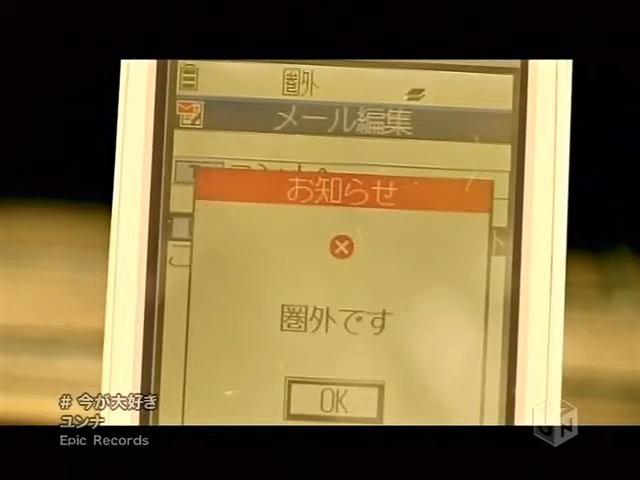 圏外
メール編集
お知らせ
圏外です
OK
# 今が大好き
ユンナ
Epic Records